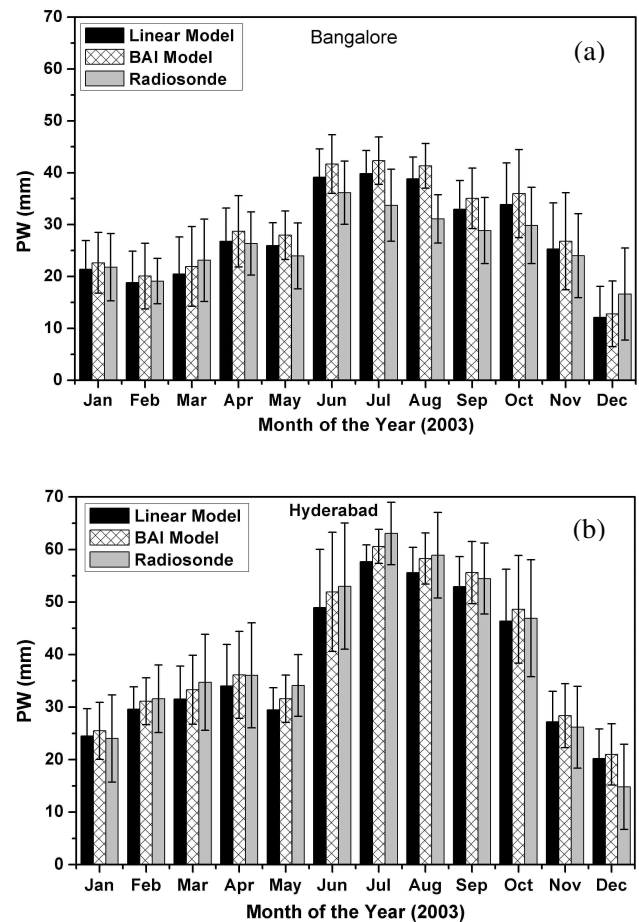 70
60
50
40
30
20
10
0
PW (mm)
Linear Model
BAI Model
Radiosonde
Bangalore
(a)
Jan Feb Mar Apr May Jun Jul Aug Sep Oct Nov Dec
Month of the Year (2003)
70
60
50
40
30
20
10
0
PW (mm)
Linear Model
BAI Model
Radiosonde
Hyderabad
(b)
Jan Feb Mar Apr May Jun Jul Aug Sep Oct Nov Dec
Month of the Year (2003)